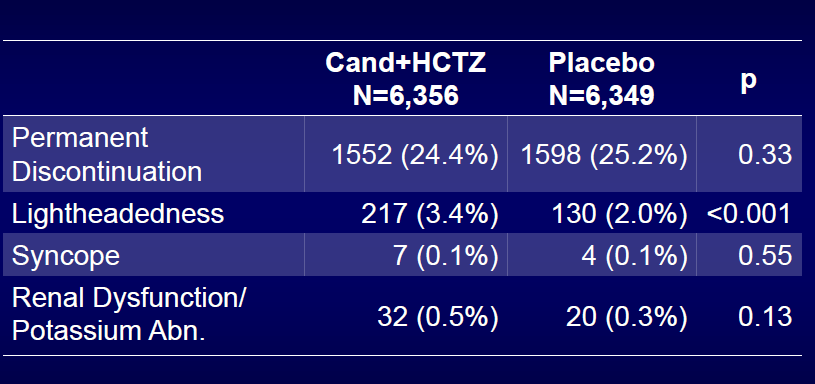 Cand+HCTZ Placebo p
N=6,356 N=6,349
Permanent
Discontinuation 1552 (24.4%) 1598 (25.2%) 0.33
Lightheadedness 217 (3.4%) 130 (2.0%) <0.001
Syncope 7 (0.1%) 4 (0.1%) 0.55
Renal Dysfunction/
Potassium Abn. 32 (0.5%) 20 (0.3%) 0.13